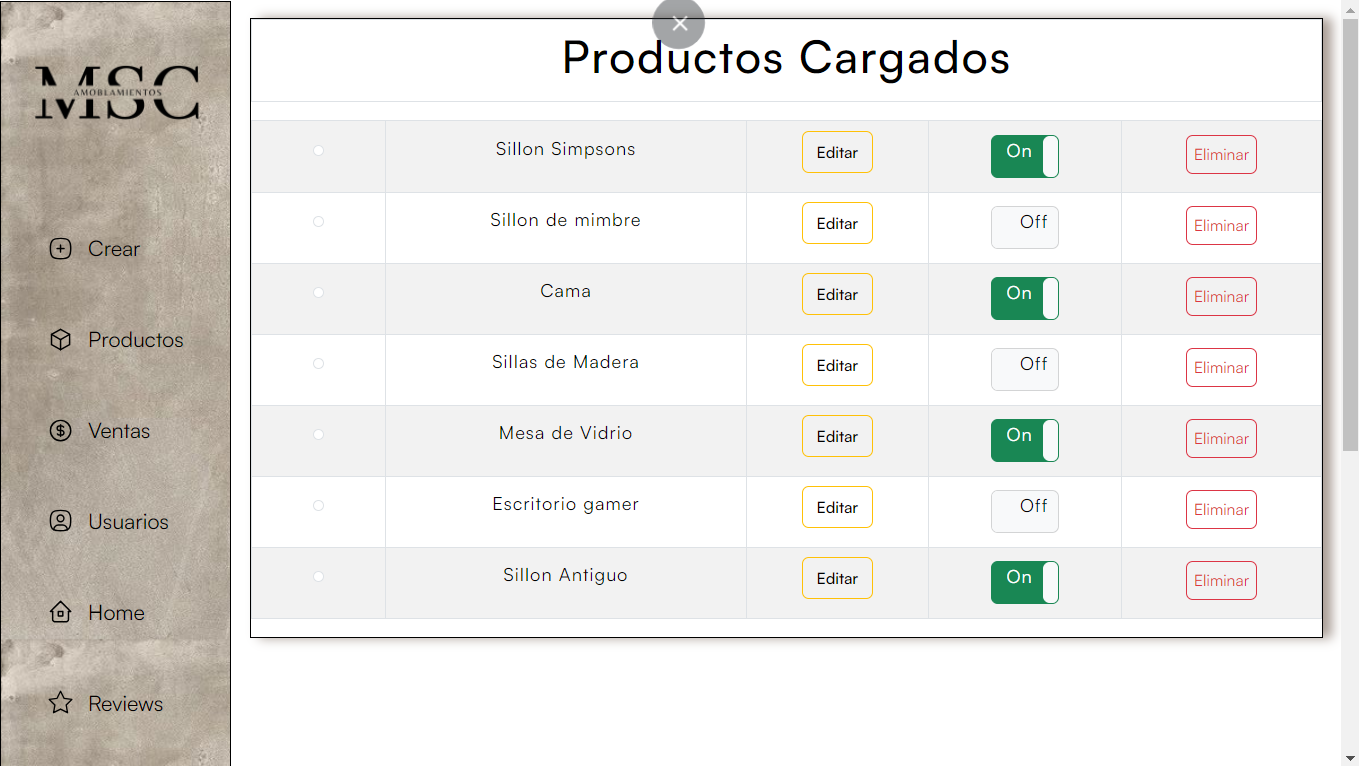 MSC
AMOBLAMIENTOS
Crear
Productos
Ventas
Usuarios
Home
Reviews
Productos Cargados
Sillon Simpsons Editar On Eliminar
Sillon de mimbre Editar Off Eliminar
Cama Editar On Eliminar
Sillas de Madera Editar Off Eliminar
Mesa de Vidrio Editar On Eliminar
Escritorio gamer Editar Off Eliminar
Sillon Antiguo Editar On Eliminar